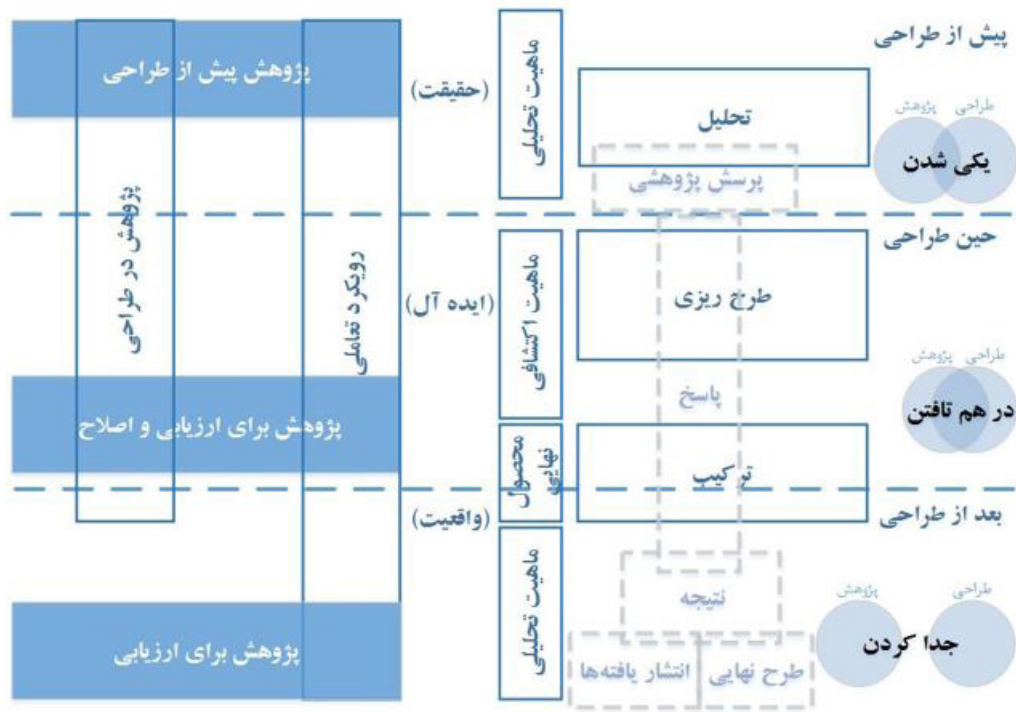 پیش از طراحی
طراحی
پژوهش
یکی شدن
تحلیل
پرسش پژوهشی
ماهیت تحلیلی
(حقیقت)
پژوهش پیش از طراحی
حین طراحی
طراحی
پژوهش
در هم تافتن
طرح ریزی
پاسخ
ترکیب
ماهیت اکتشافی
(ایده آل)
محصول
نهایی
رویکرد تعاملی
پژوهش در طراحی
پژوهش برای ارزیابی و اصلاح
بعد از طراحی
طراحی
پژوهش
جدا کردن
نتیجه
طرح نهایی
انتشار یافته‌ها
ماهیت تحلیلی
(واقعیت)
پژوهش برای ارزیابی